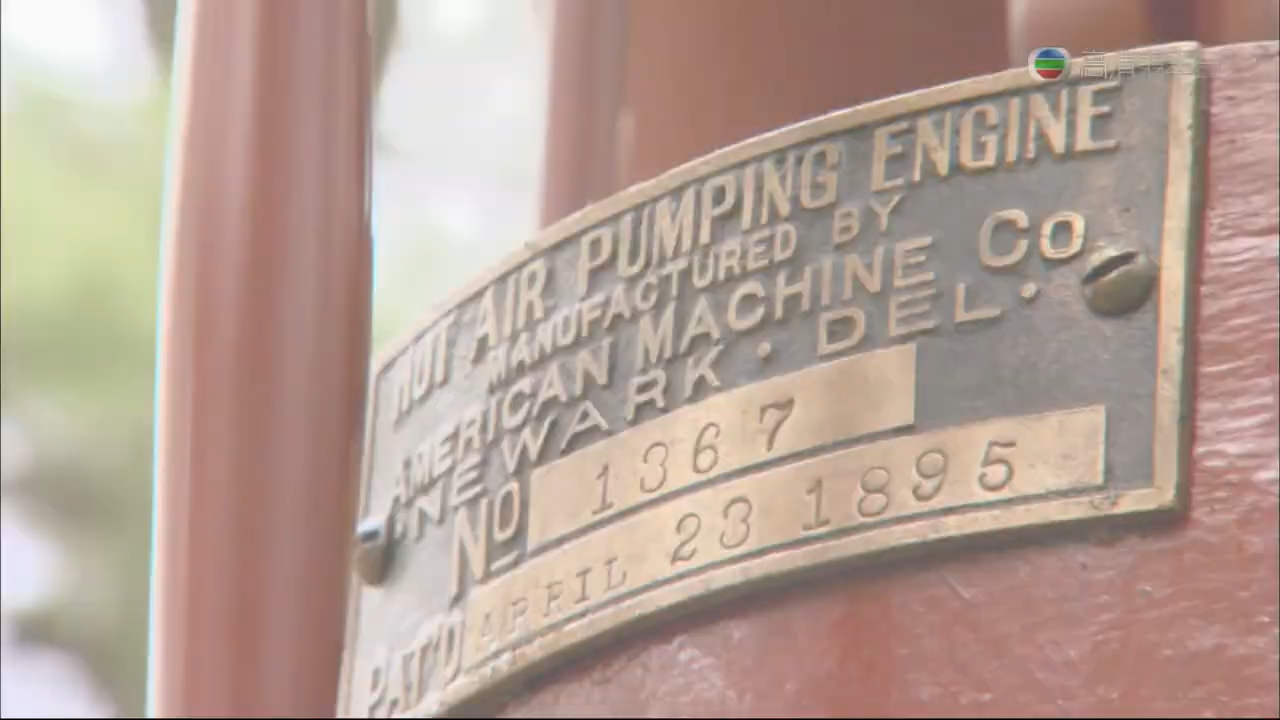 HOT AIR PUMPING ENGINE
MANUFACTURED BY
AMERICAN MACHINE CO
· NEWARK · DEL ·
NO 1367
PAT'D APRIL 23 1895